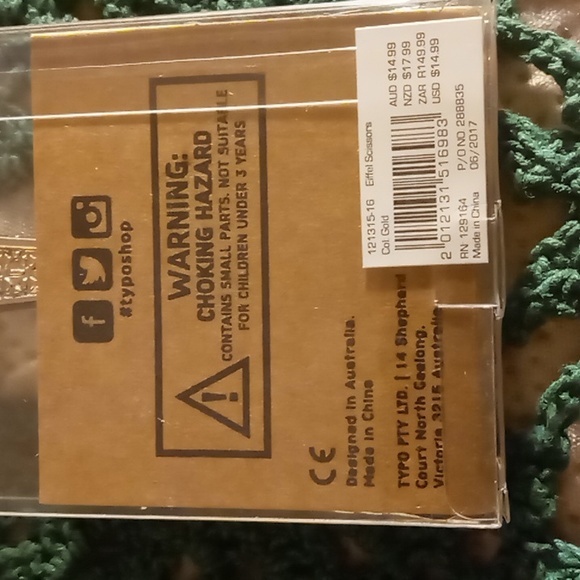 #typoshop
WARNING:
CHOKING HAZARD
CONTAINS SMALL PARTS. NOT SUITABLE
FOR CHILDREN UNDER 3 YEARS
CE
Designed in Australia.
Made in China
TYPO PTY LTD. | 14 Shepherd
Court North Geelong.
Victoria 3215 Australia
AUD $14.99
NZD $17.99
ZAR R149.99
USD $14.99
121315-16 Eiffel Scissors
Col: Gold
2 012131 516983
RN 129164 P/O NO 288835
Made in China 06/2017